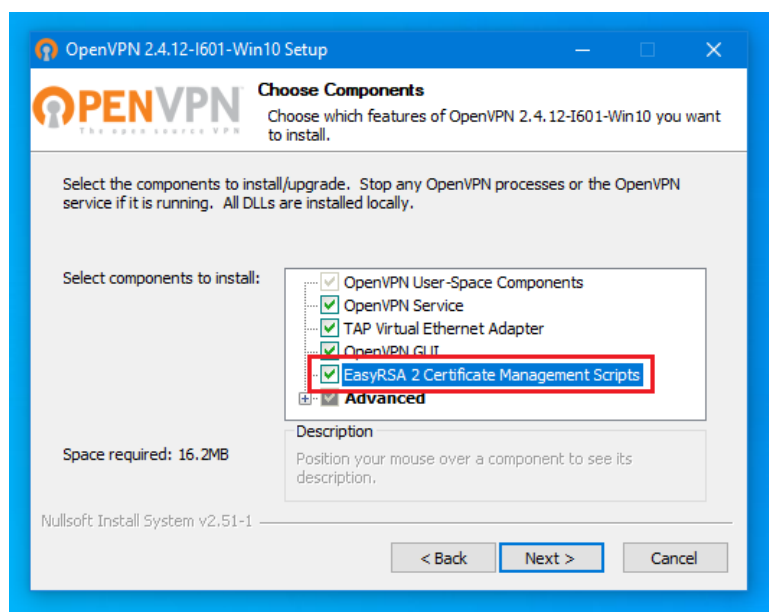 OpenVPN 2.4.12-I601-Win10 Setup
OPENVPN
The open source VPN
Choose Components
Choose which features of OpenVPN 2.4.12-I601-Win10 you want
to install.
Select the components to install/upgrade.  Stop any OpenVPN processes or the OpenVPN
service if it is running.  All DLLs are installed locally.
Select components to install:
OpenVPN User-Space Components
OpenVPN Service
TAP Virtual Ethernet Adapter
OpenVPN GUI
EasyRSA 2 Certificate Management Scripts
Advanced
Space required: 16.2MB
Description
Position your mouse over a component to see its
description.
Nullsoft Install System v2.51-1
< Back
Next >
Cancel